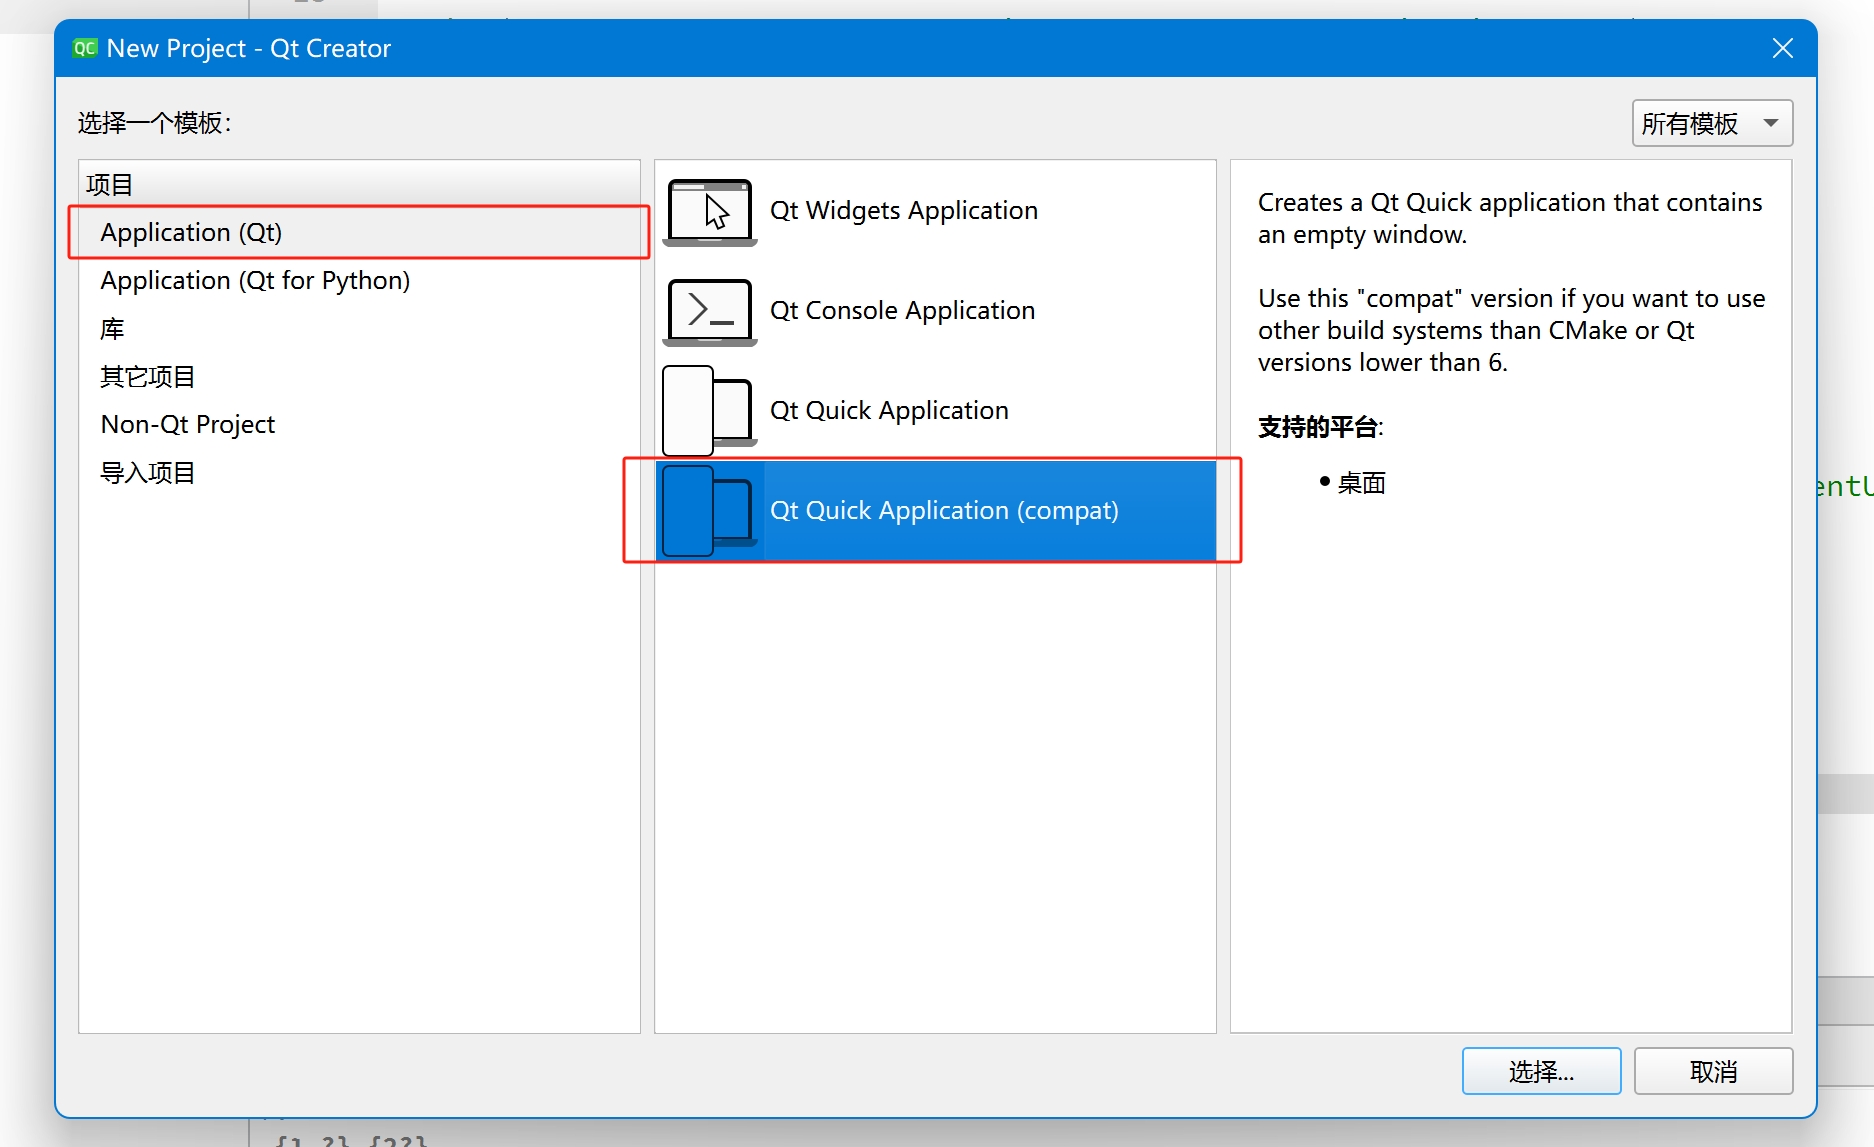 New Project - Qt Creator
选择一个模板:
所有模板
项目
Application (Qt)
Application (Qt for Python)
库
其它项目
Non-Qt Project
导入项目
Qt Widgets Application
Qt Console Application
Qt Quick Application
Qt Quick Application (compat)
Creates a Qt Quick application that contains
an empty window.
Use this "compat" version if you want to use
other build systems than CMake or Qt
versions lower than 6.
支持的平台:
• 桌面
选择...
取消
entU